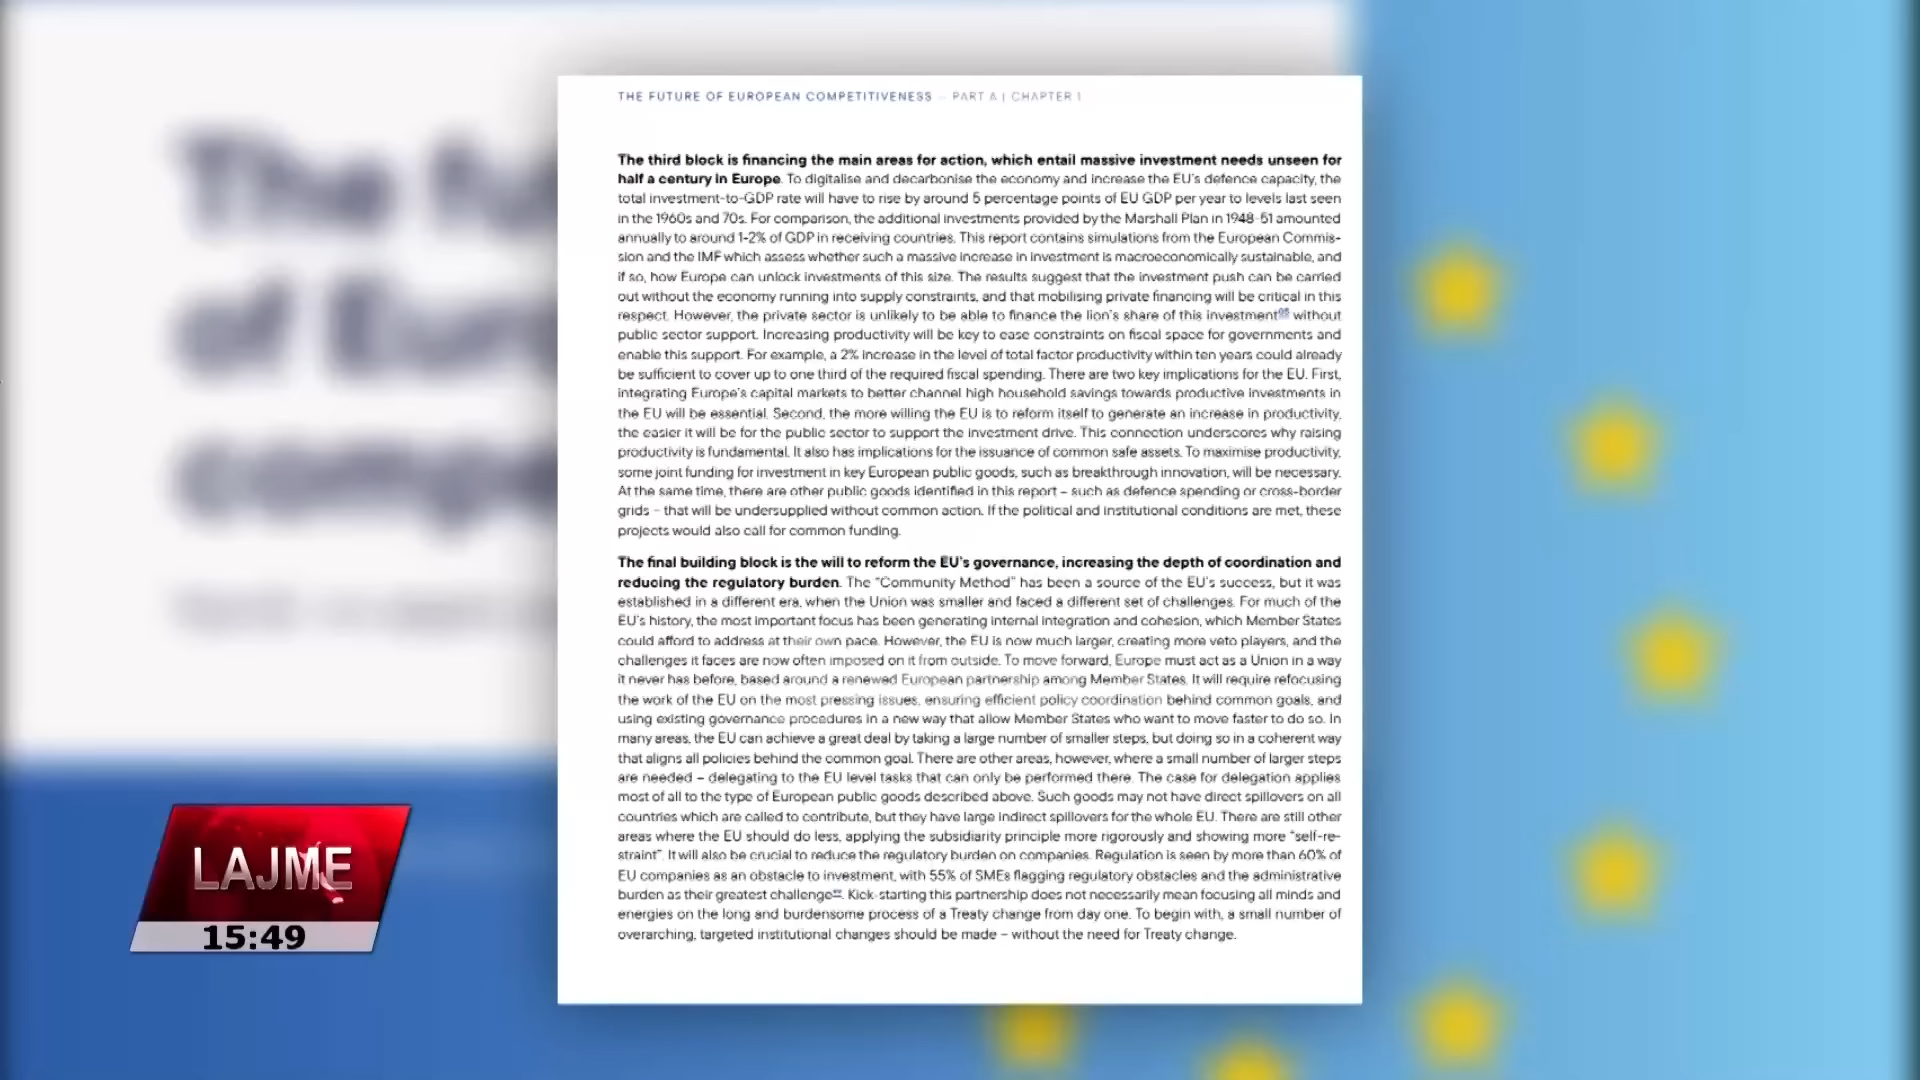 The fu
of Euro
compe
THE FUTURE OF EUROPEAN COMPETITIVENESS — PART A | CHAPTER 1
The third block is financing the main areas for action, which entail massive investment needs unseen for
half a century in Europe. To digitalise and decarbonise the economy and increase the EU's defence capacity, the
total investment-to-GDP rate will have to rise by around 5 percentage points of EU GDP per year to levels last seen
in the 1960s and 70s. For comparison, the additional investments provided by the Marshall Plan in 1948-51 amounted
annually to around 1-2% of GDP in receiving countries. This report contains simulations from the European Commis-
sion and the IMF which assess whether such a massive increase in investment is macroeconomically sustainable, and
if so, how Europe can unlock investments of this size. The results suggest that the investment push can be carried
out without the economy running into supply constraints, and that mobilising private financing will be critical in this
respect. However, the private sector is unlikely to be able to finance the lion's share of this investment without
public sector support. Increasing productivity will be key to ease constraints on fiscal space for governments and
enable this support. For example, a 2% increase in the level of total factor productivity within ten years could already
be sufficient to cover up to one third of the required fiscal spending. There are two key implications for the EU. First,
integrating Europe's capital markets to better channel high household savings towards productive investments in
the EU will be essential. Second, the more willing the EU is to reform itself to generate an increase in productivity,
the easier it will be for the public sector to support the investment drive. This connection underscores why raising
productivity is fundamental. It also has implications for the issuance of common safe assets. To maximise productivity,
some joint funding for investment in key European public goods, such as breakthrough innovation, will be necessary.
At the same time, there are other public goods identified in this report – such as defence spending or cross-border
grids – that will be undersupplied without common action. If the political and institutional conditions are met, these
projects would also call for common funding.
The final building block is the will to reform the EU's governance, increasing the depth of coordination and
reducing the regulatory burden. The "Community Method" has been a source of the EU's success, but it was
established in a different era, when the Union was smaller and faced a different set of challenges. For much of the
EU's history, the most important focus has been generating internal integration and cohesion, which Member States
could afford to address at their own pace. However, the EU is now much larger, creating more veto players, and the
challenges it faces are now often imposed on it from outside. To move forward, Europe must act as a Union in a way
it never has before, based around a renewed European partnership among Member States. It will require refocusing
the work of the EU on the most pressing issues, ensuring efficient policy coordination behind common goals, and
using existing governance procedures in a new way that allow Member States who want to move faster to do so. In
many areas, the EU can achieve a great deal by taking a large number of smaller steps, but doing so in a coherent way
that aligns all policies behind the common goal. There are other areas, however, where a small number of larger steps
are needed – delegating to the EU level tasks that can only be performed there. The case for delegation applies
most of all to the type of European public goods described above. Such goods may not have direct spillovers on all
countries which are called to contribute, but they have large indirect spillovers for the whole EU. There are still other
areas where the EU should do less, applying the subsidiarity principle more rigorously and showing more "self-re-
straint". It will also be crucial to reduce the regulatory burden on companies. Regulation is seen by more than 60% of
EU companies as an obstacle to investment, with 55% of SMEs flagging regulatory obstacles and the administrative
burden as their greatest challenge. Kick-starting this partnership does not necessarily mean focusing all minds and
energies on the long and burdensome process of a Treaty change from day one. To begin with, a small number of
overarching, targeted institutional changes should be made – without the need for Treaty change.
LAJME
15:49